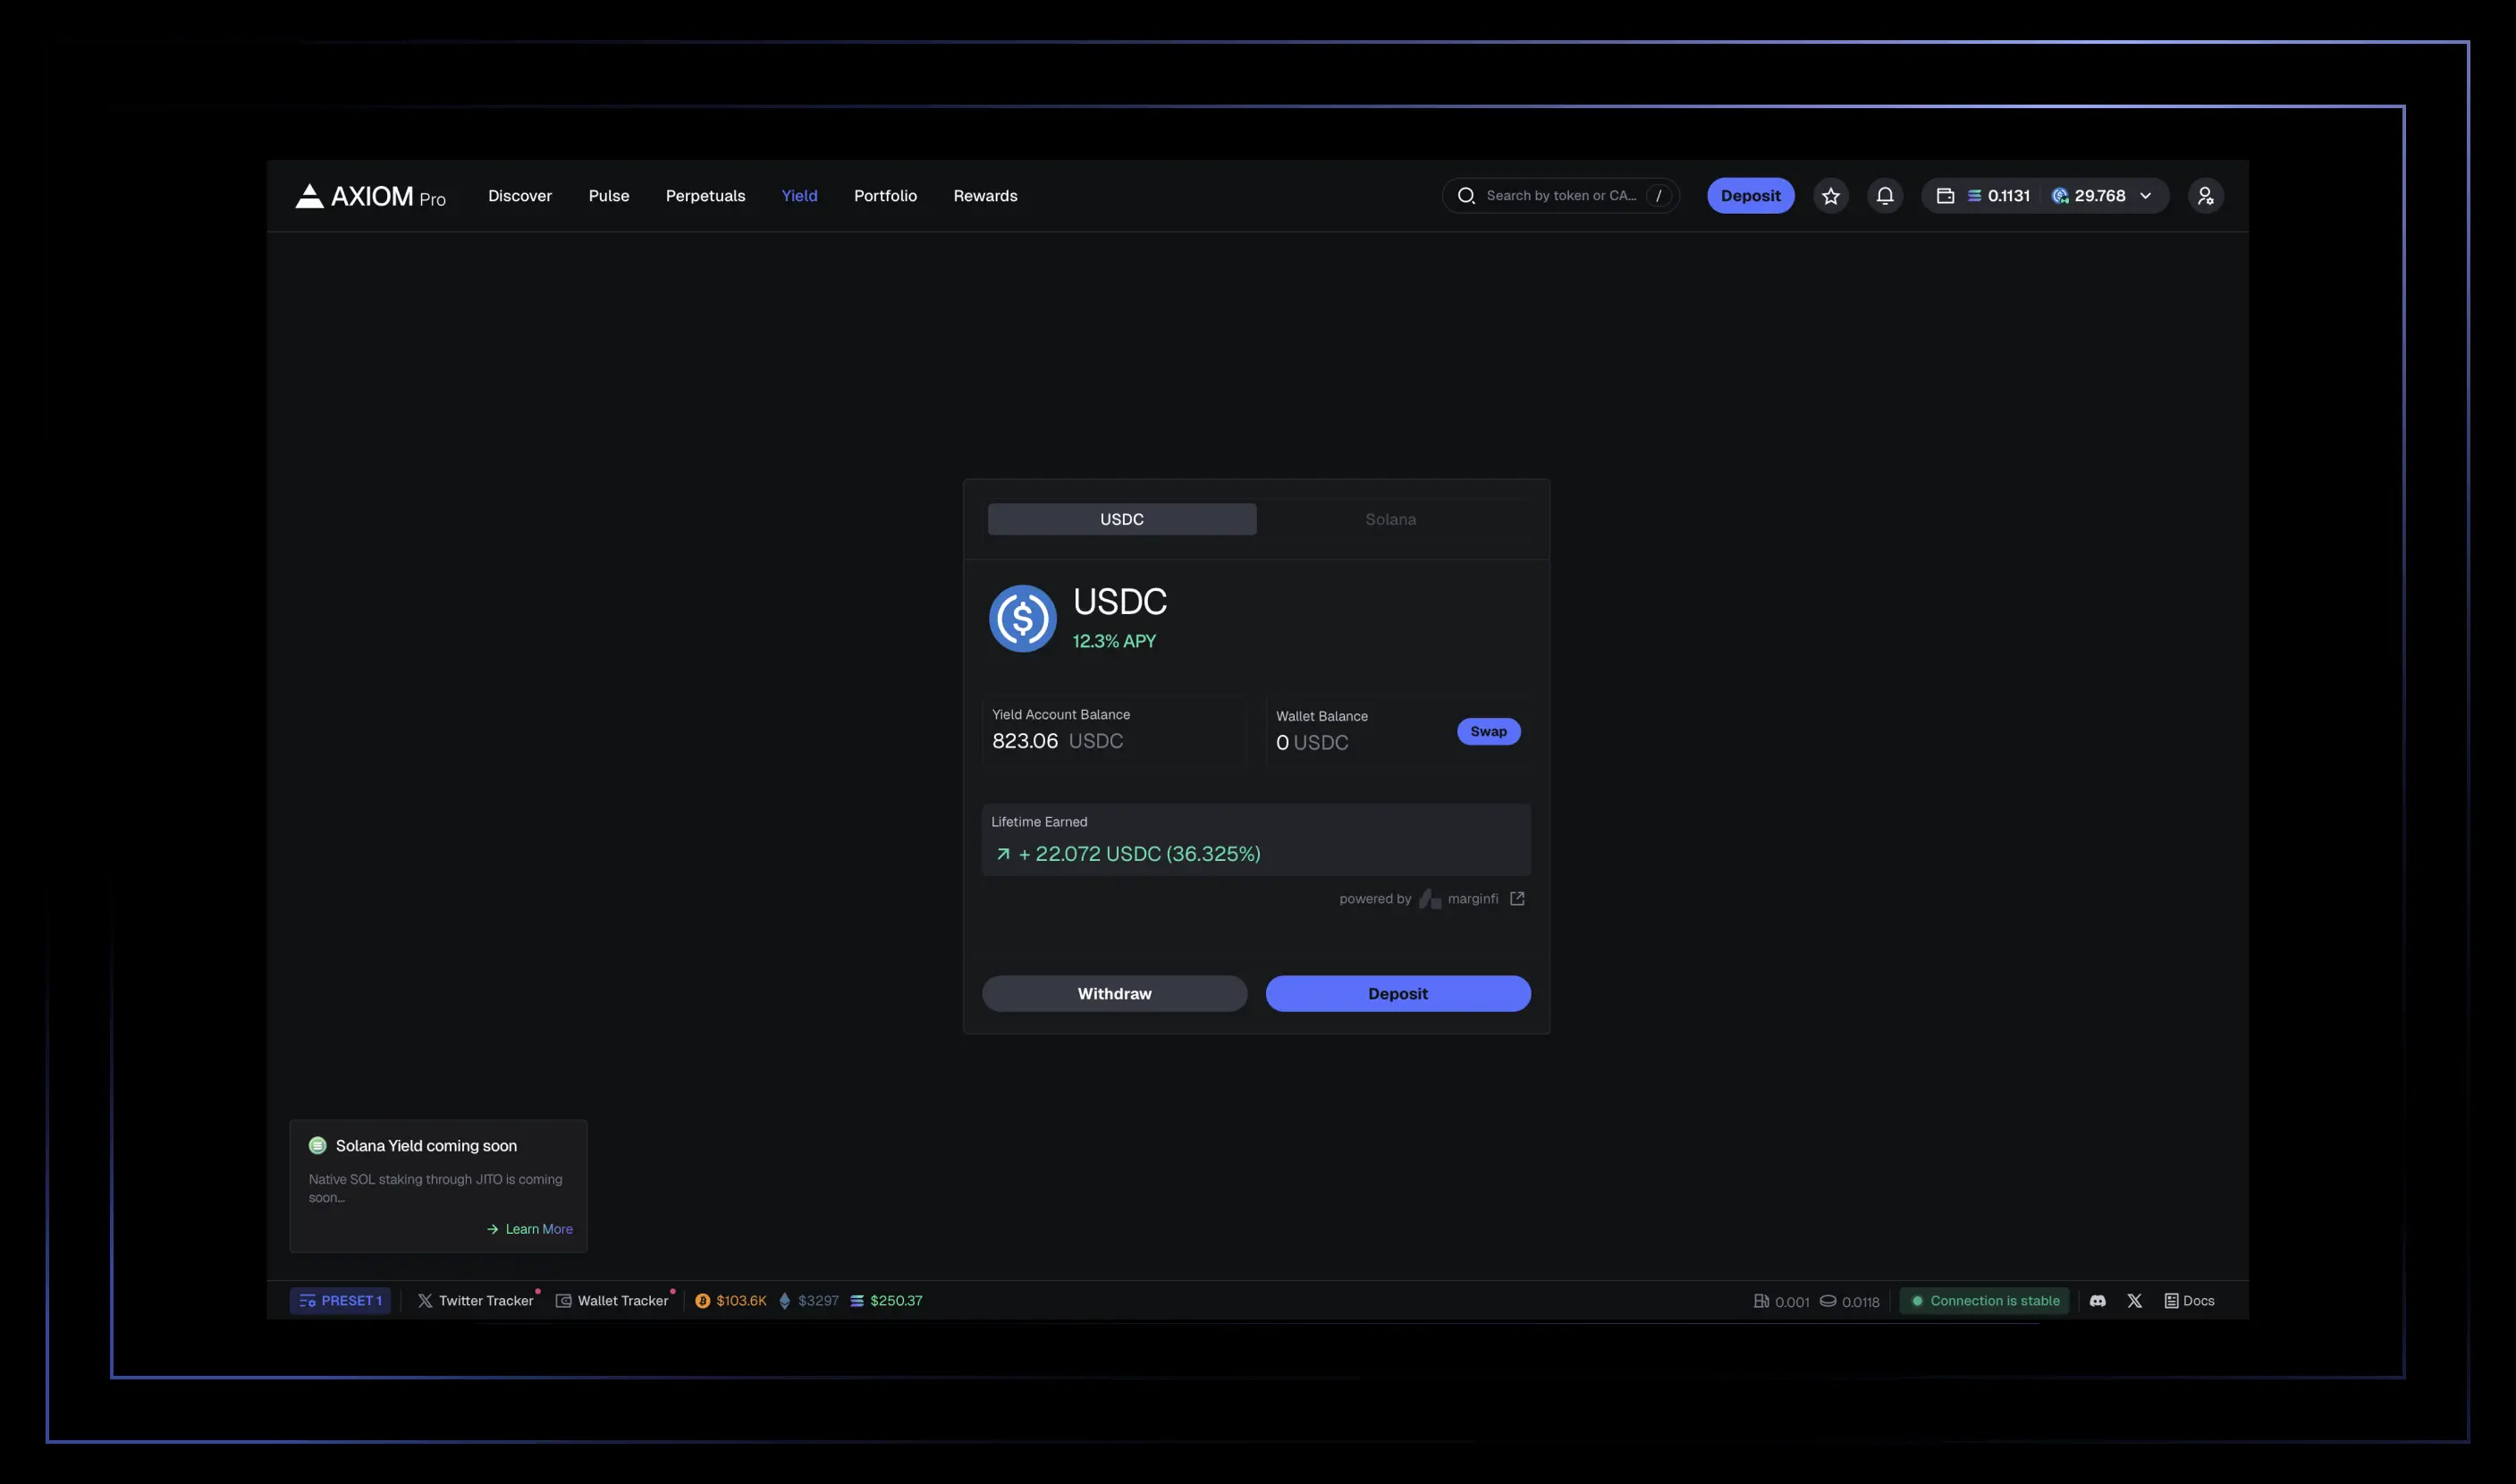 AXIOM Pro
Discover
Pulse
Perpetuals
Yield
Portfolio
Rewards
Search by token or CA...
/
Deposit
0.1131
29.768
USDC
Solana
USDC
12.3% APY
Yield Account Balance
823.06 USDC
Wallet Balance
0 USDC
Swap
Lifetime Earned
+ 22.072 USDC (36.325%)
powered by marginfi
Withdraw
Deposit
Solana Yield coming soon
Native SOL staking through JITO is coming
soon...
Learn More
PRESET 1
Twitter Tracker
Wallet Tracker
$103.6K
$3297
$250.37
0.001
0.0118
Connection is stable
Docs